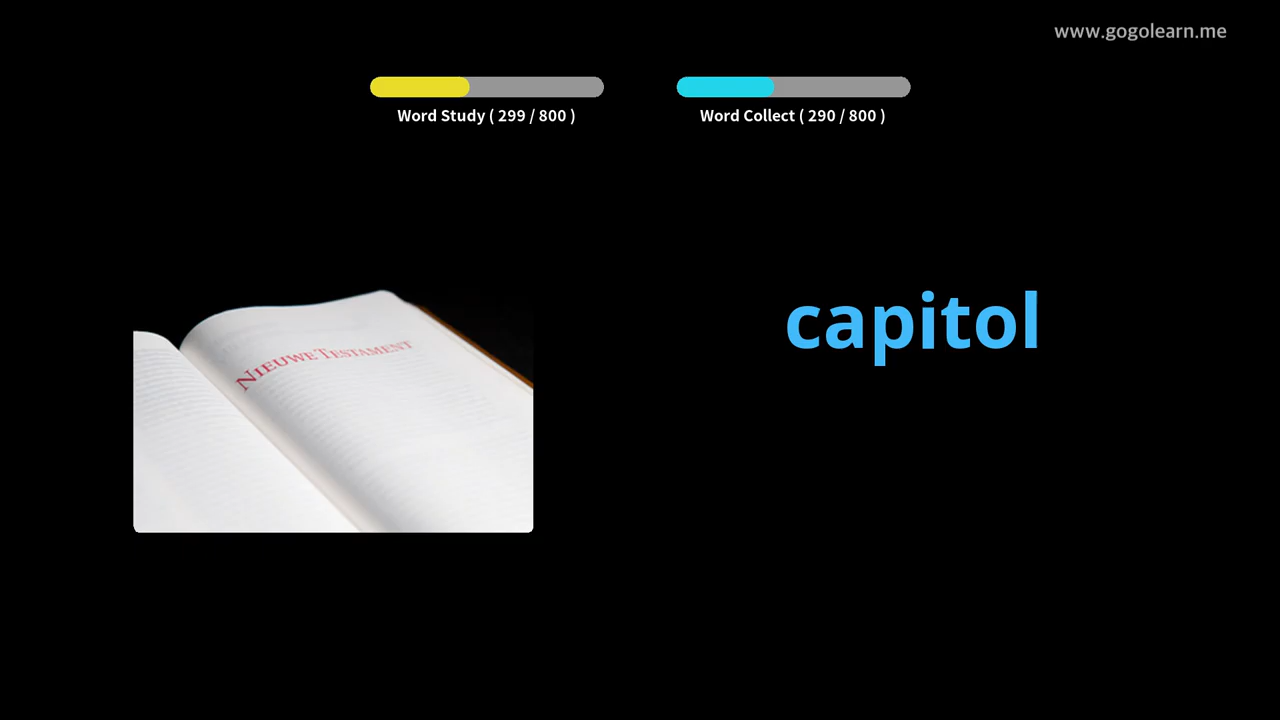 www.gogolearn.me
Word Study ( 299 / 800 )
Word Collect ( 290 / 800 )
NIEUWE TESTAMENT
capitol